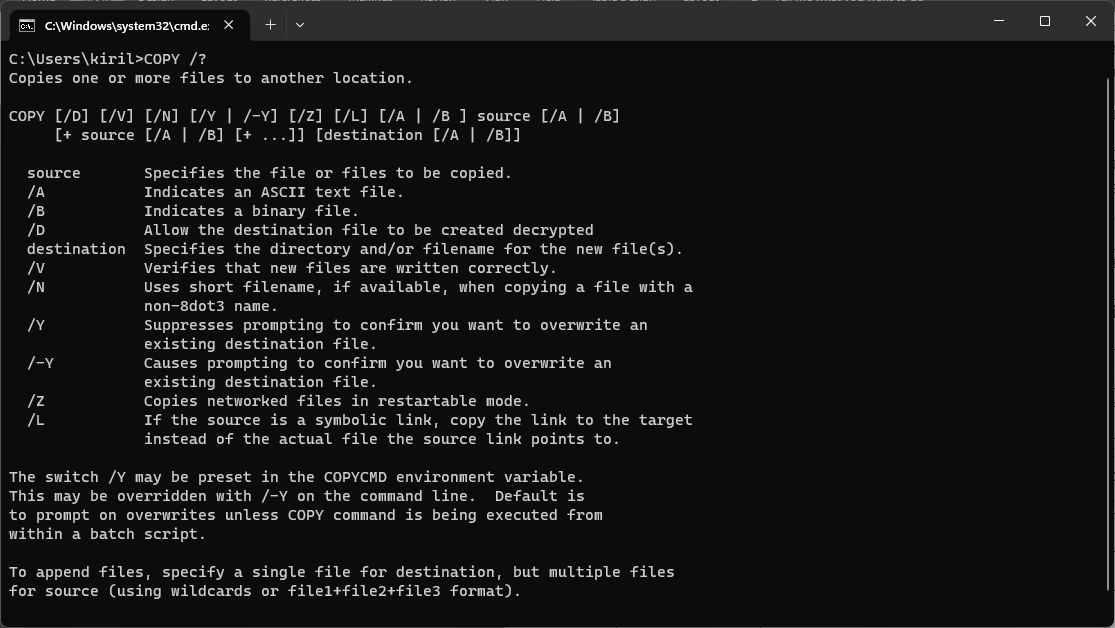 C:\Windows\system32\cmd.e:
C:\Users\kiril>COPY /?
Copies one or more files to another location.
COPY [/D] [/V] [/N] [/Y | /-Y] [/Z] [/L] [/A | /B ] source [/A | /B]
[+ source [/A | /B] [+ ...]] [destination [/A | /B]]
source Specifies the file or files to be copied.
/A Indicates an ASCII text file.
/B Indicates a binary file.
/D Allow the destination file to be created decrypted
destination Specifies the directory and/or filename for the new file(s).
/V Verifies that new files are written correctly.
/N Uses short filename, if available, when copying a file with a
non-8dot3 name.
/Y Suppresses prompting to confirm you want to overwrite an
existing destination file.
/-Y Causes prompting to confirm you want to overwrite an
existing destination file.
/Z Copies networked files in restartable mode.
/L If the source is a symbolic link, copy the link to the target
instead of the actual file the source link points to.
The switch /Y may be preset in the COPYCMD environment variable.
This may be overridden with /-Y on the command line.  Default is
to prompt on overwrites unless COPY command is being executed from
within a batch script.
To append files, specify a single file for destination, but multiple files
for source (using wildcards or file1+file2+file3 format).